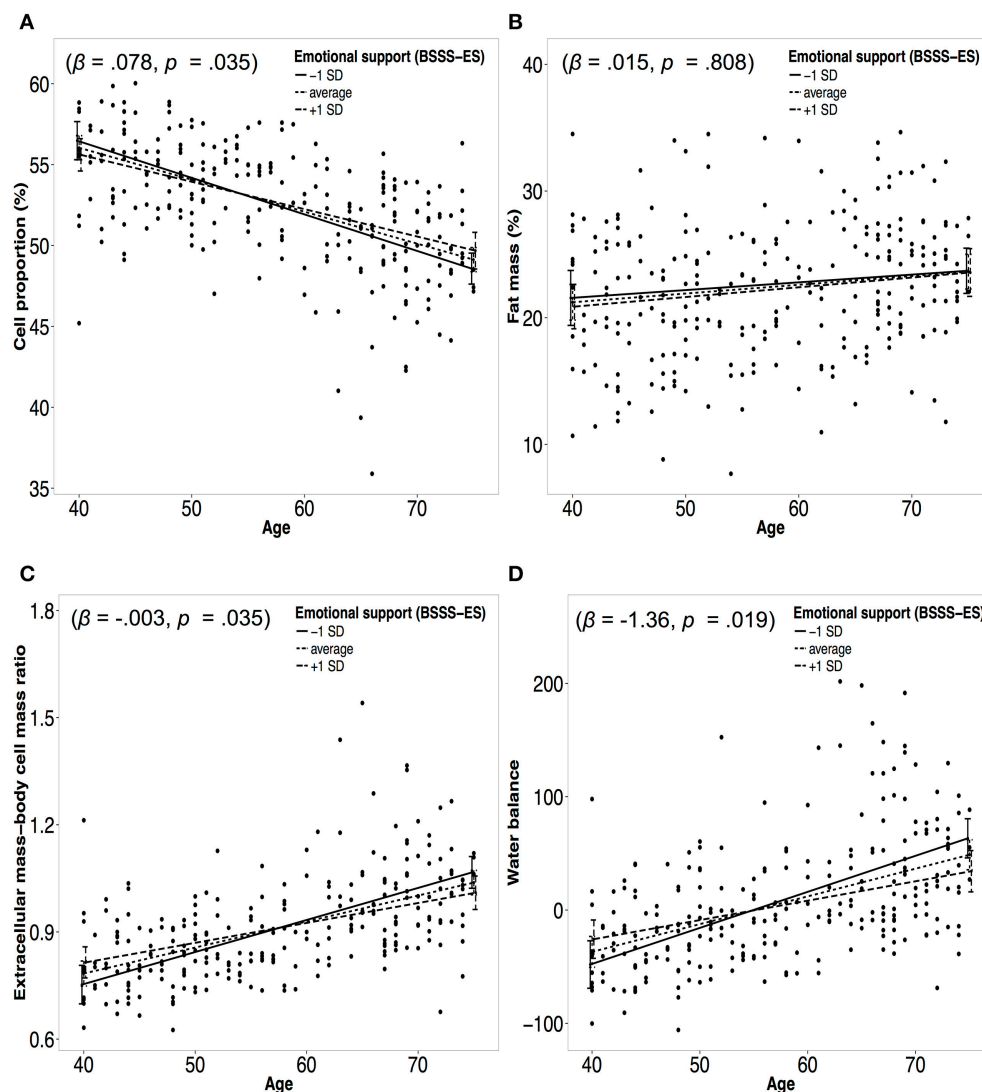 A
(β = .078, p = .035)
Emotional support (BSSS−ES)
−1 SD
average
+1 SD
60
55
50
45
40
35
Cell proportion (%)
40 50 60 70
Age
B
(β = .015, p = .808)
Emotional support (BSSS−ES)
−1 SD
average
+1 SD
40
30
20
10
Fat mass (%)
40 50 60 70
Age
C
(β = -.003, p = .035)
Emotional support (BSSS−ES)
−1 SD
average
+1 SD
1.8
1.5
1.2
0.9
0.6
Extracellular mass−body cell mass ratio
40 50 60 70
Age
D
(β = -1.36, p = .019)
Emotional support (BSSS−ES)
−1 SD
average
+1 SD
200
100
0
−100
Water balance
40 50 60 70
Age